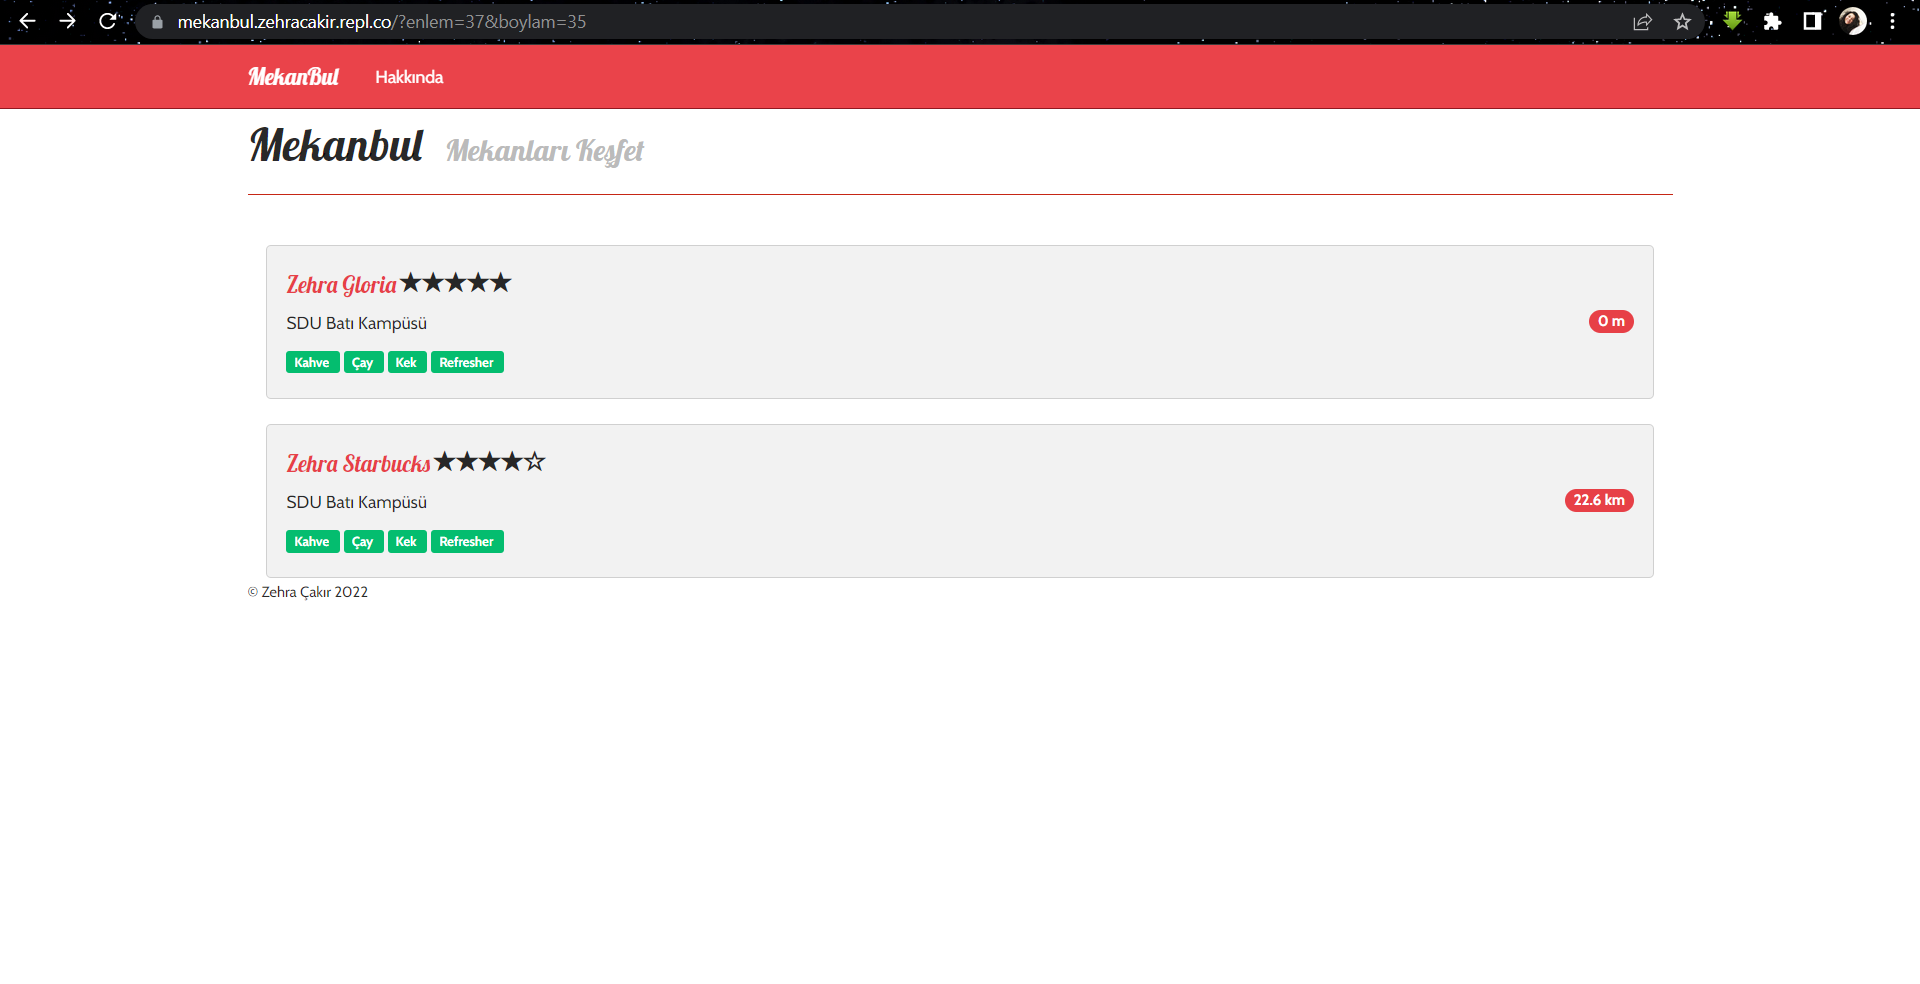 mekanbul.zehracakir.repl.co/?enlem=37&boylam=35
MekanBul Hakkında
Mekanbul Mekanları Keşfet
Zehra Gloria ★★★★★
SDU Batı Kampüsü
0 m
Kahve Çay Kek Refresher
Zehra Starbucks ★★★★☆
SDU Batı Kampüsü
22.6 km
Kahve Çay Kek Refresher
© Zehra Çakır 2022